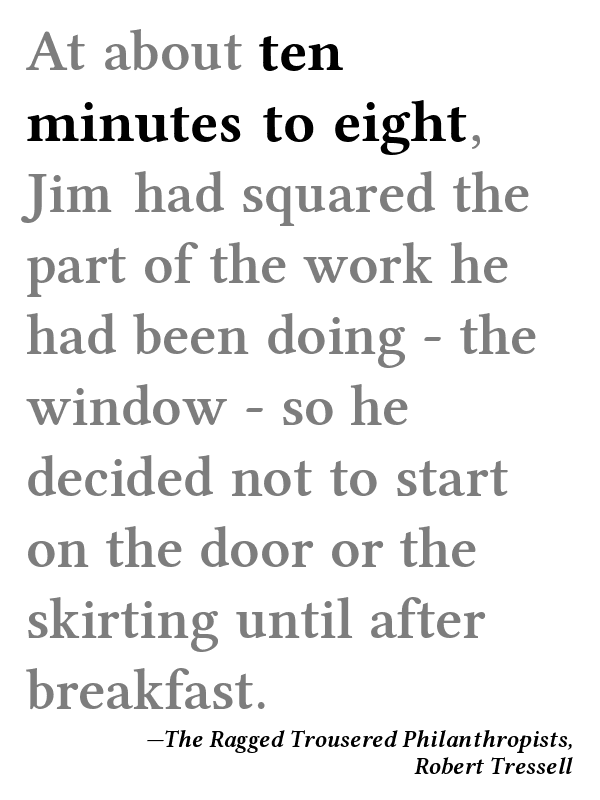 At about ten
minutes to eight,
Jim had squared the
part of the work he
had been doing - the
window - so he
decided not to start
on the door or the
skirting until after
breakfast.
—The Ragged Trousered Philanthropists,
Robert Tressell